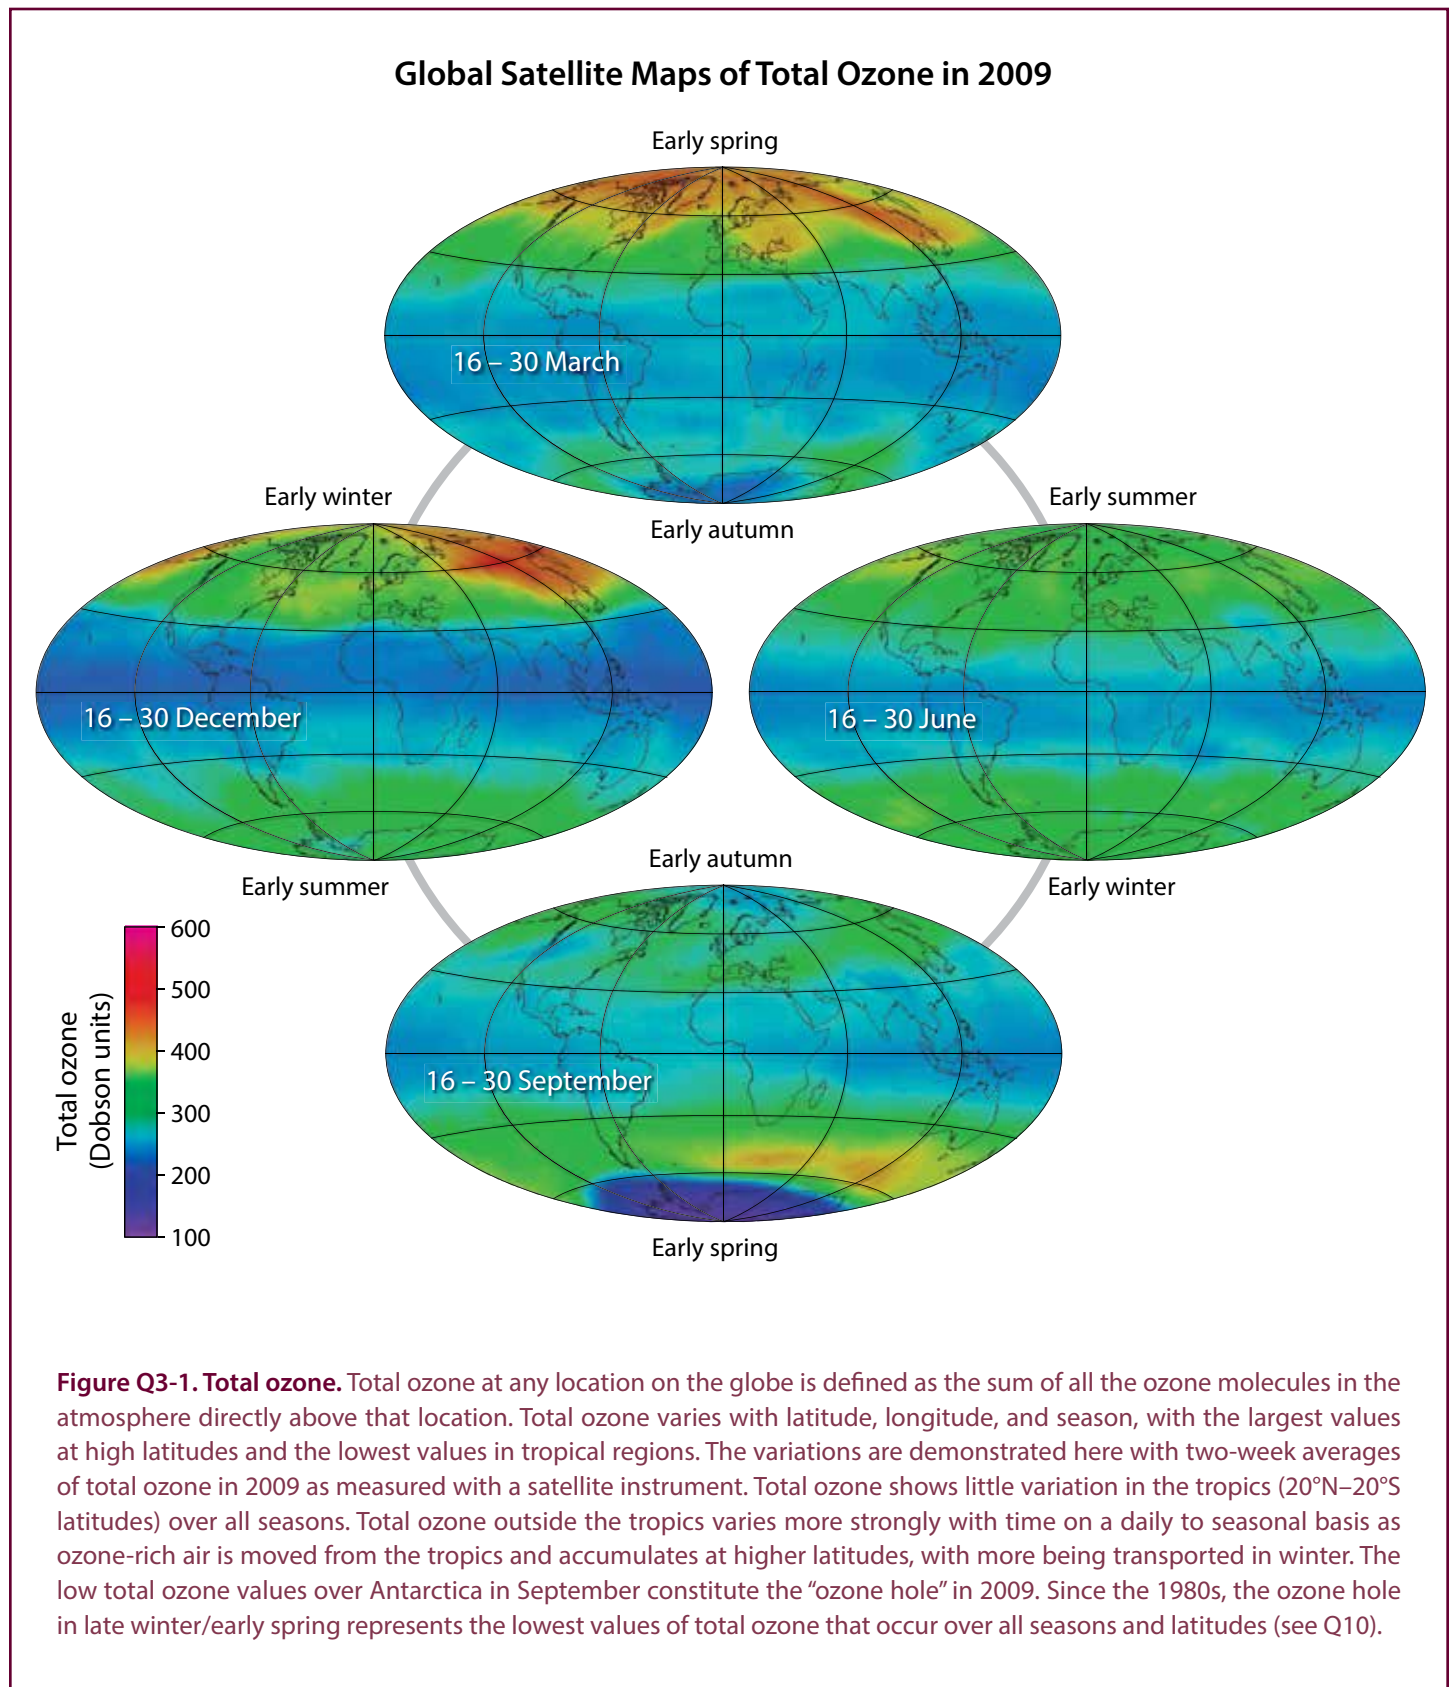 Global Satellite Maps of Total Ozone in 2009
Early spring
16 – 30 March
Early winter
Early summer
Early autumn
16 – 30 December
16 – 30 June
Early autumn
Early summer
Early winter
16 – 30 September
600
500
400
300
200
100
Total ozone
(Dobson units)
Early spring
Figure Q3-1. Total ozone. Total ozone at any location on the globe is defined as the sum of all the ozone molecules in the
atmosphere directly above that location. Total ozone varies with latitude, longitude, and season, with the largest values
at high latitudes and the lowest values in tropical regions. The variations are demonstrated here with two-week averages
of total ozone in 2009 as measured with a satellite instrument. Total ozone shows little variation in the tropics (20°N–20°S
latitudes) over all seasons. Total ozone outside the tropics varies more strongly with time on a daily to seasonal basis as
ozone-rich air is moved from the tropics and accumulates at higher latitudes, with more being transported in winter. The
low total ozone values over Antarctica in September constitute the “ozone hole” in 2009. Since the 1980s, the ozone hole
in late winter/early spring represents the lowest values of total ozone that occur over all seasons and latitudes (see Q10).